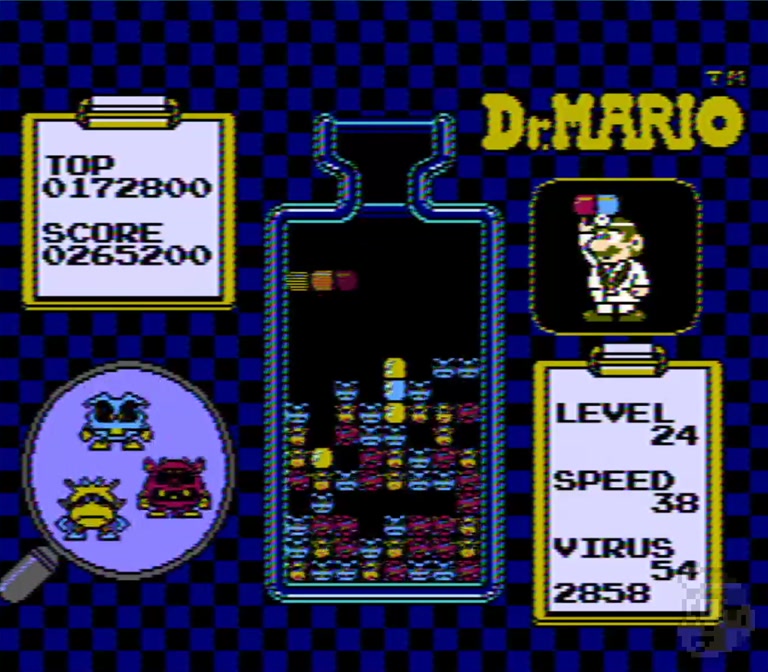 TM
Dr. MARIO
TOP
0172800
SCORE
0265200
LEVEL
24
SPEED
38
VIRUS
54
2858